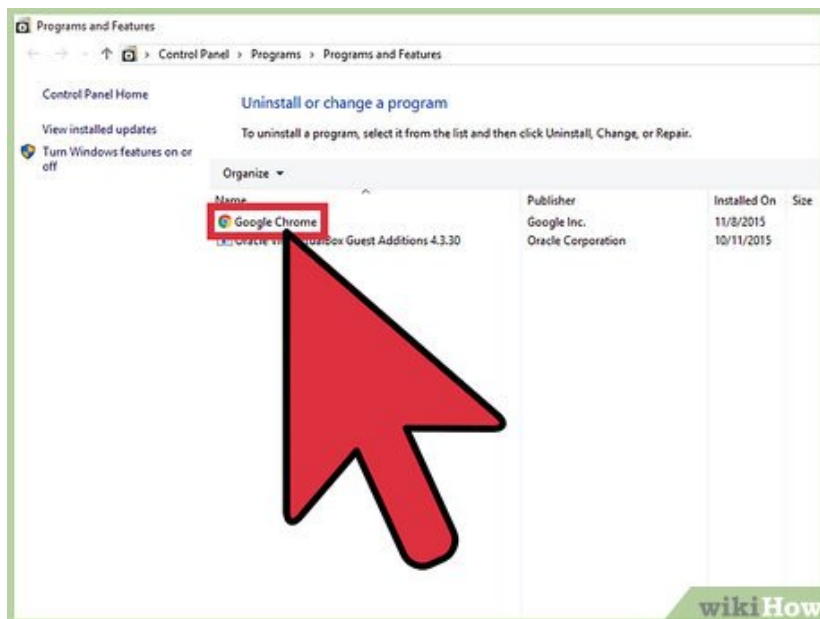 Programs and Features
Control Panel > Programs > Programs and Features
Control Panel Home
View installed updates
Turn Windows features on or
off
Uninstall or change a program
To uninstall a program, select it from the list and then click Uninstall, Change, or Repair.
Organize
Name Publisher Installed On Size
Google Chrome Google Inc. 11/8/2015
Oracle Guest Additions 4.3.30 Oracle Corporation 10/11/2015
wikiHow